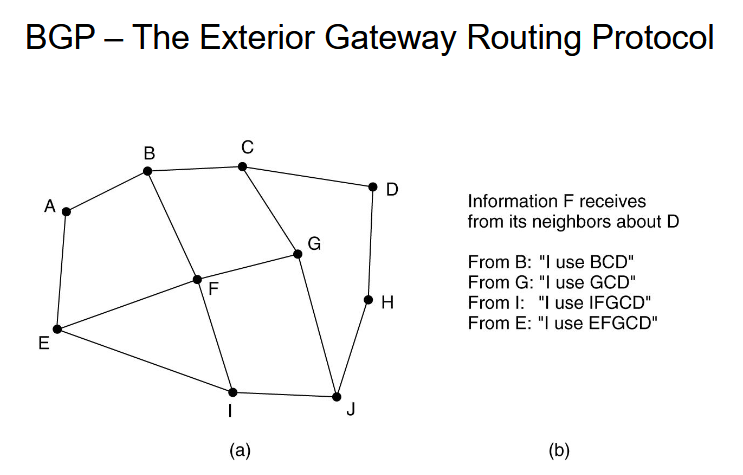 BGP – The Exterior Gateway Routing Protocol
B
C
A
D
G
F
H
E
I
J
(a)
Information F receives
from its neighbors about D
From B: "I use BCD"
From G: "I use GCD"
From I: "I use IFGCD"
From E: "I use EFGCD"
(b)